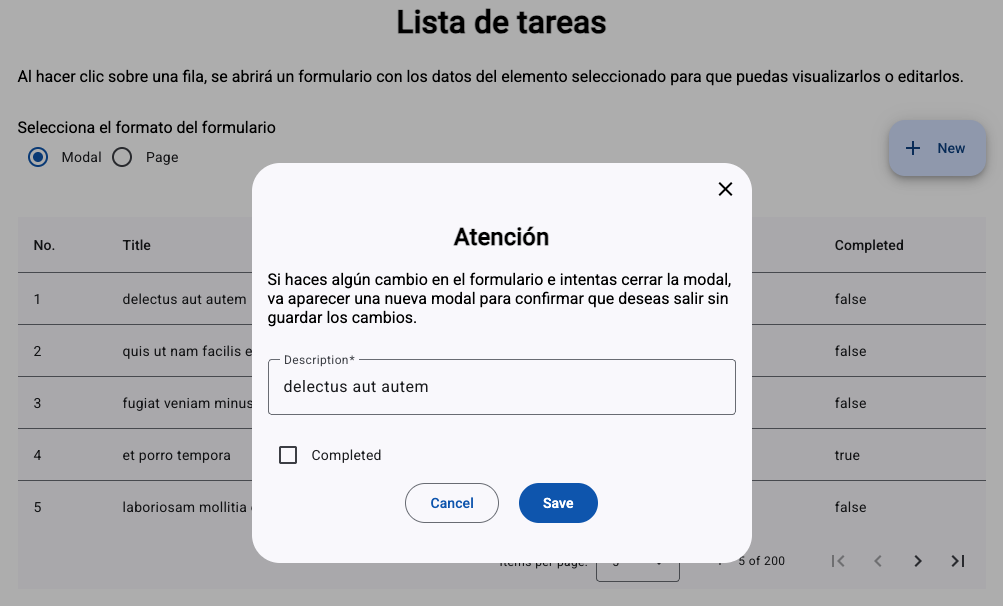 Lista de tareas
Al hacer clic sobre una fila, se abrirá un formulario con los datos del elemento seleccionado para que puedas visualizarlos o editarlos.
Selecciona el formato del formulario
Modal Page
New
No. Title Completed
1 delectus aut autem false
2 quis ut nam facilis false
3 fugiat veniam minus false
4 et porro tempora true
5 laboriosam mollitia false
Items per page:
5 of 200
Atención
Si haces algún cambio en el formulario e intentas cerrar la modal,
va aparecer una nueva modal para confirmar que deseas salir sin
guardar los cambios.
Description*
delectus aut autem
Completed
Cancel Save